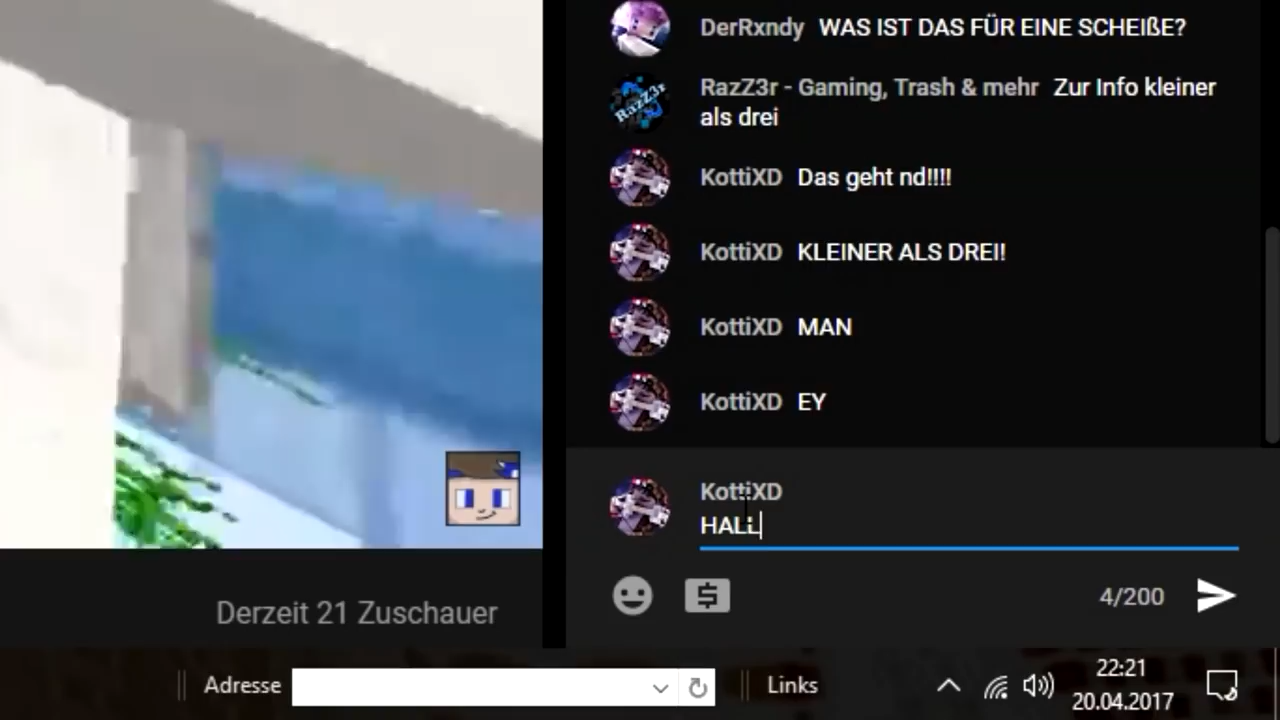 DerRxndy WAS IST DAS FÜR EINE SCHEIßE?
RazZ3r - Gaming, Trash & mehr Zur Info kleiner
als drei
RazZ3r
KottiXD Das geht nd!!!!
KottiXD KLEINER ALS DREI!
KottiXD MAN
KottiXD EY
KottiXD
HALL
4/200
Derzeit 21 Zuschauer
Adresse
Links
22:21
20.04.2017